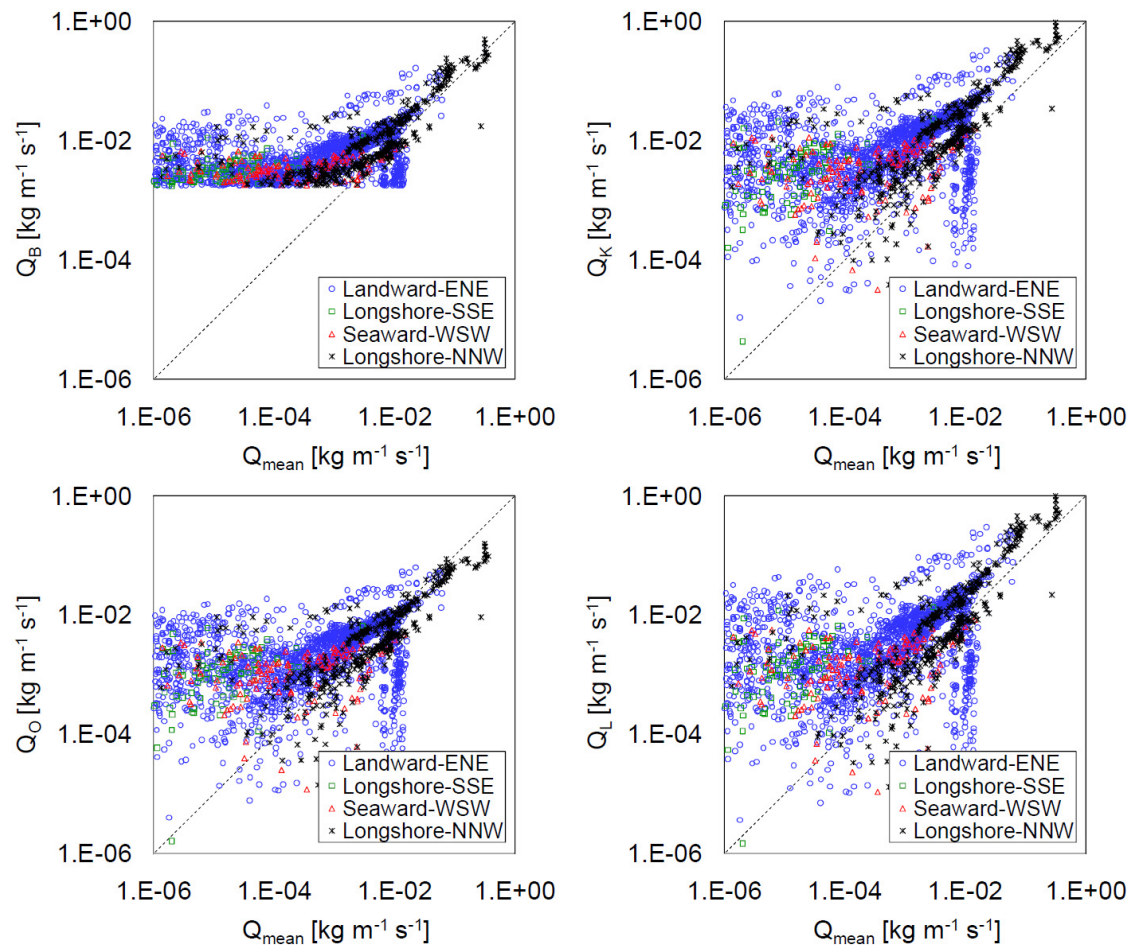 1.E+00
1.E-02
1.E-04
1.E-06
Q_B [kg m⁻¹ s⁻¹]
Landward-ENE
Longshore-SSE
Seaward-WSW
Longshore-NNW
1.E-06 1.E-04 1.E-02 1.E+00
Q_mean [kg m⁻¹ s⁻¹]
1.E+00
1.E-02
1.E-04
1.E-06
Q_K [kg m⁻¹ s⁻¹]
Landward-ENE
Longshore-SSE
Seaward-WSW
Longshore-NNW
1.E-06 1.E-04 1.E-02 1.E+00
Q_mean [kg m⁻¹ s⁻¹]
1.E+00
1.E-02
1.E-04
1.E-06
Q_O [kg m⁻¹ s⁻¹]
Landward-ENE
Longshore-SSE
Seaward-WSW
Longshore-NNW
1.E-06 1.E-04 1.E-02 1.E+00
Q_mean [kg m⁻¹ s⁻¹]
1.E+00
1.E-02
1.E-04
1.E-06
Q_L [kg m⁻¹ s⁻¹]
Landward-ENE
Longshore-SSE
Seaward-WSW
Longshore-NNW
1.E-06 1.E-04 1.E-02 1.E+00
Q_mean [kg m⁻¹ s⁻¹]